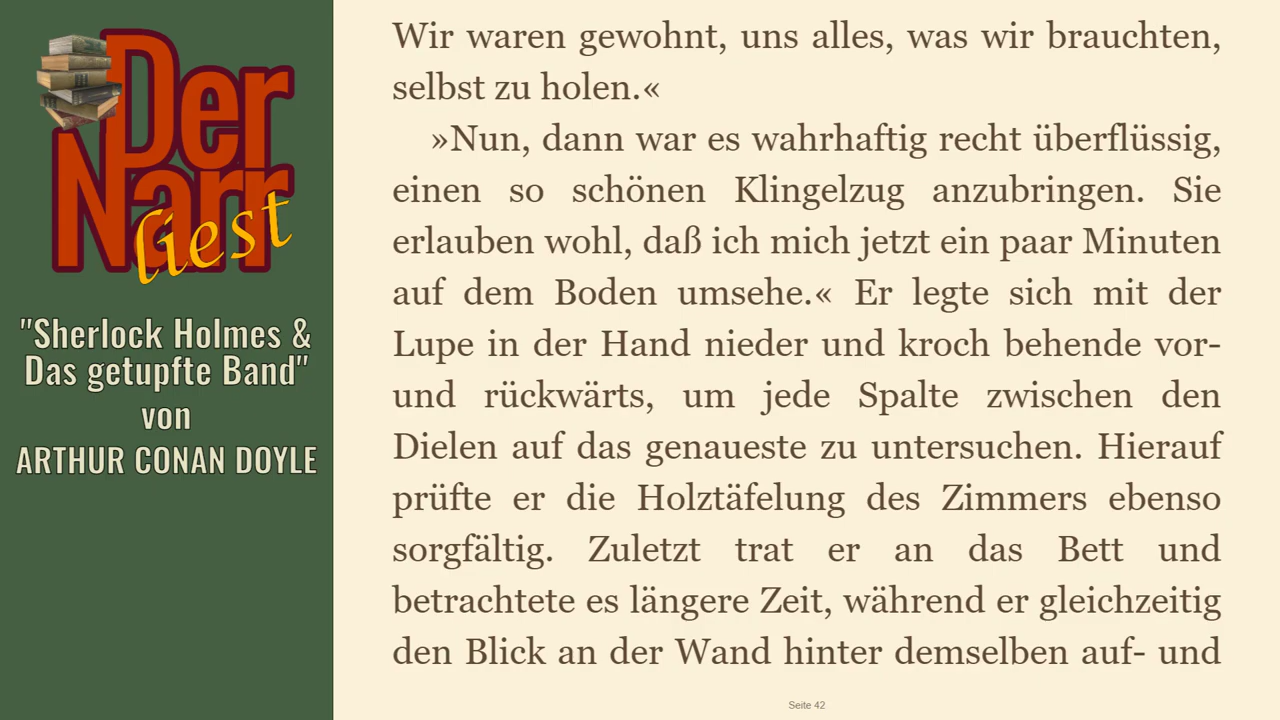 Der
Narr
liest
"Sherlock Holmes &
Das getupfte Band"
von
ARTHUR CONAN DOYLE
Wir waren gewohnt, uns alles, was wir brauchten,
selbst zu holen.«
»Nun, dann war es wahrhaftig recht überflüssig,
einen so schönen Klingelzug anzubringen. Sie
erlauben wohl, daß ich mich jetzt ein paar Minuten
auf dem Boden umsehe.« Er legte sich mit der
Lupe in der Hand nieder und kroch behende vor-
und rückwärts, um jede Spalte zwischen den
Dielen auf das genaueste zu untersuchen. Hierauf
prüfte er die Holztäfelung des Zimmers ebenso
sorgfältig. Zuletzt trat er an das Bett und
betrachtete es längere Zeit, während er gleichzeitig
den Blick an der Wand hinter demselben auf- und
Seite 42